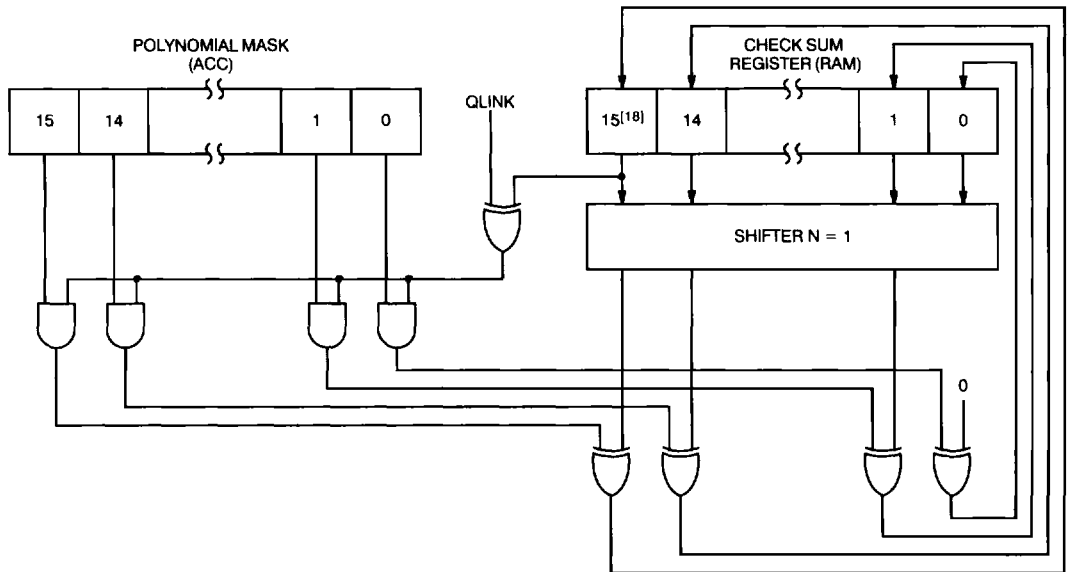 POLYNOMIAL MASK
(ACC)
15 14 1 0
QLINK
CHECK SUM
REGISTER (RAM)
15[18] 14 1 0
SHIFTER N = 1
0